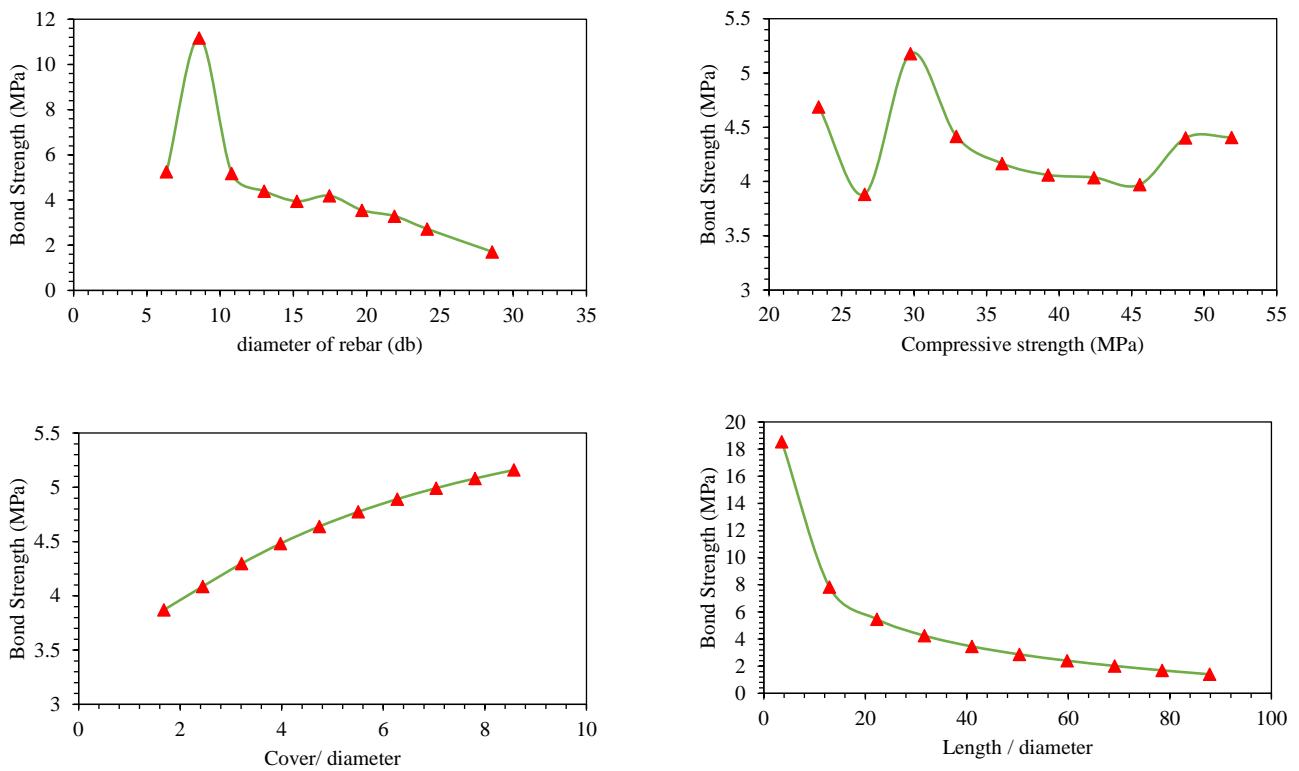 12
10
8
6
4
2
0
Bond Strength (MPa)
0 5 10 15 20 25 30 35
diameter of rebar (db)
5.5
5
4.5
4
3.5
3
Bond Strength (MPa)
20 25 30 35 40 45 50 55
Compressive strength (MPa)
5.5
5
4.5
4
3.5
3
Bond Strength (MPa)
0 2 4 6 8 10
Cover/ diameter
20
18
16
14
12
10
8
6
4
2
0
Bond Strength (MPa)
0 20 40 60 80 100
Length / diameter